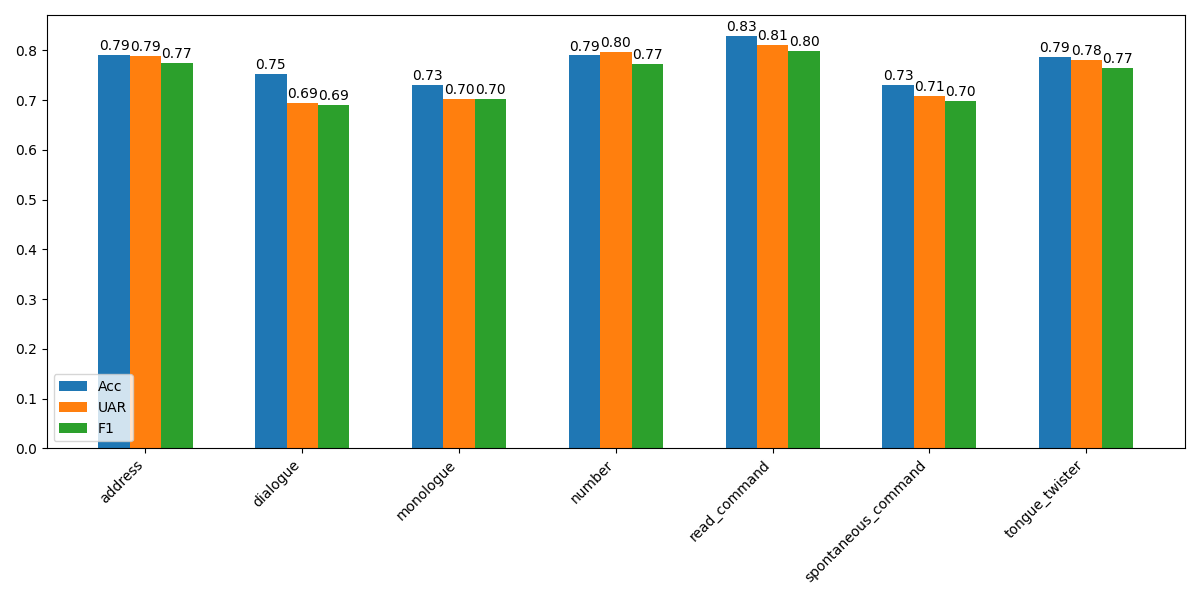 0.83
0.79 0.79 0.77
0.75
0.69 0.69
0.73
0.70 0.70
0.79 0.80 0.77
0.81 0.80
0.73 0.71 0.70
0.79 0.78 0.77
0.8
0.7
0.6
0.5
0.4
0.3
0.2
0.1
0.0
Acc
UAR
F1
address
dialogue
monologue
number
read_command
spontaneous_command
tongue_twister